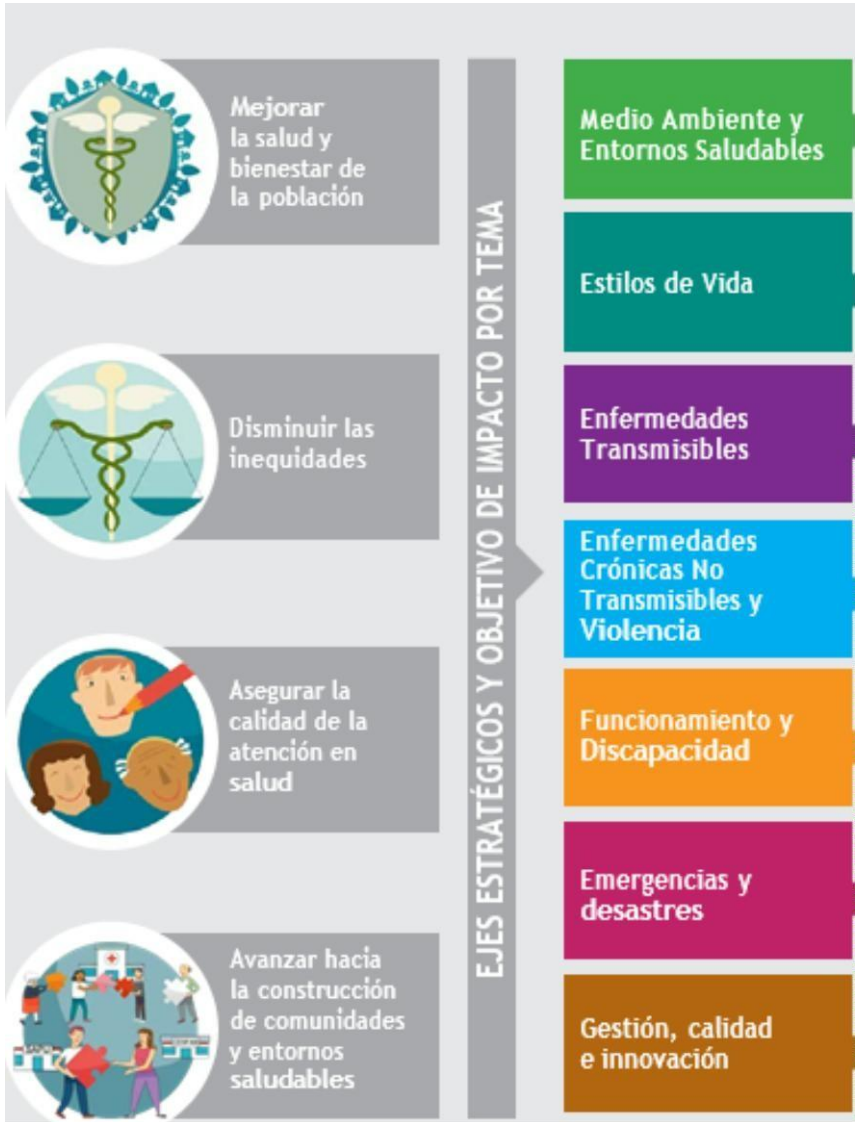 Mejorar
la salud y
bienestar de
la población
Disminuir las
inequidades
Asegurar la
calidad de la
atención en
salud
Avanzar hacia
la construcción
de comunidades
y entornos
saludables
EJES ESTRATÉGICOS Y OBJETIVO DE IMPACTO POR TEMA
Medio Ambiente y
Entornos Saludables
Estilos de Vida
Enfermedades
Transmisibles
Enfermedades
Crónicas No
Transmisibles y
Violencia
Funcionamiento y
Discapacidad
Emergencias y
desastres
Gestión, calidad
e innovación